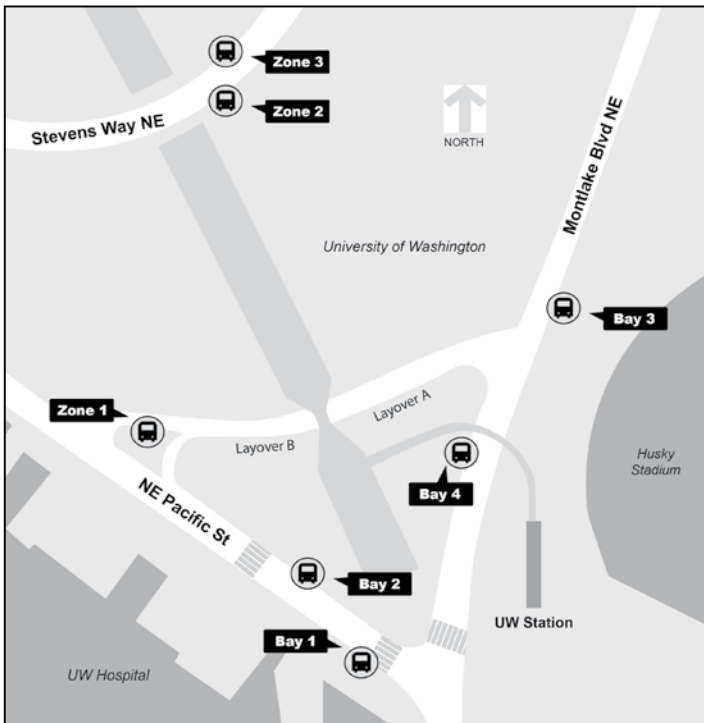 Zone 3
Zone 2
Stevens Way NE
NORTH
Montlake Blvd NE
University of Washington
Bay 3
Zone 1
Layover A
Layover B
Husky
Stadium
Bay 4
NE Pacific St
Bay 2
UW Station
Bay 1
UW Hospital